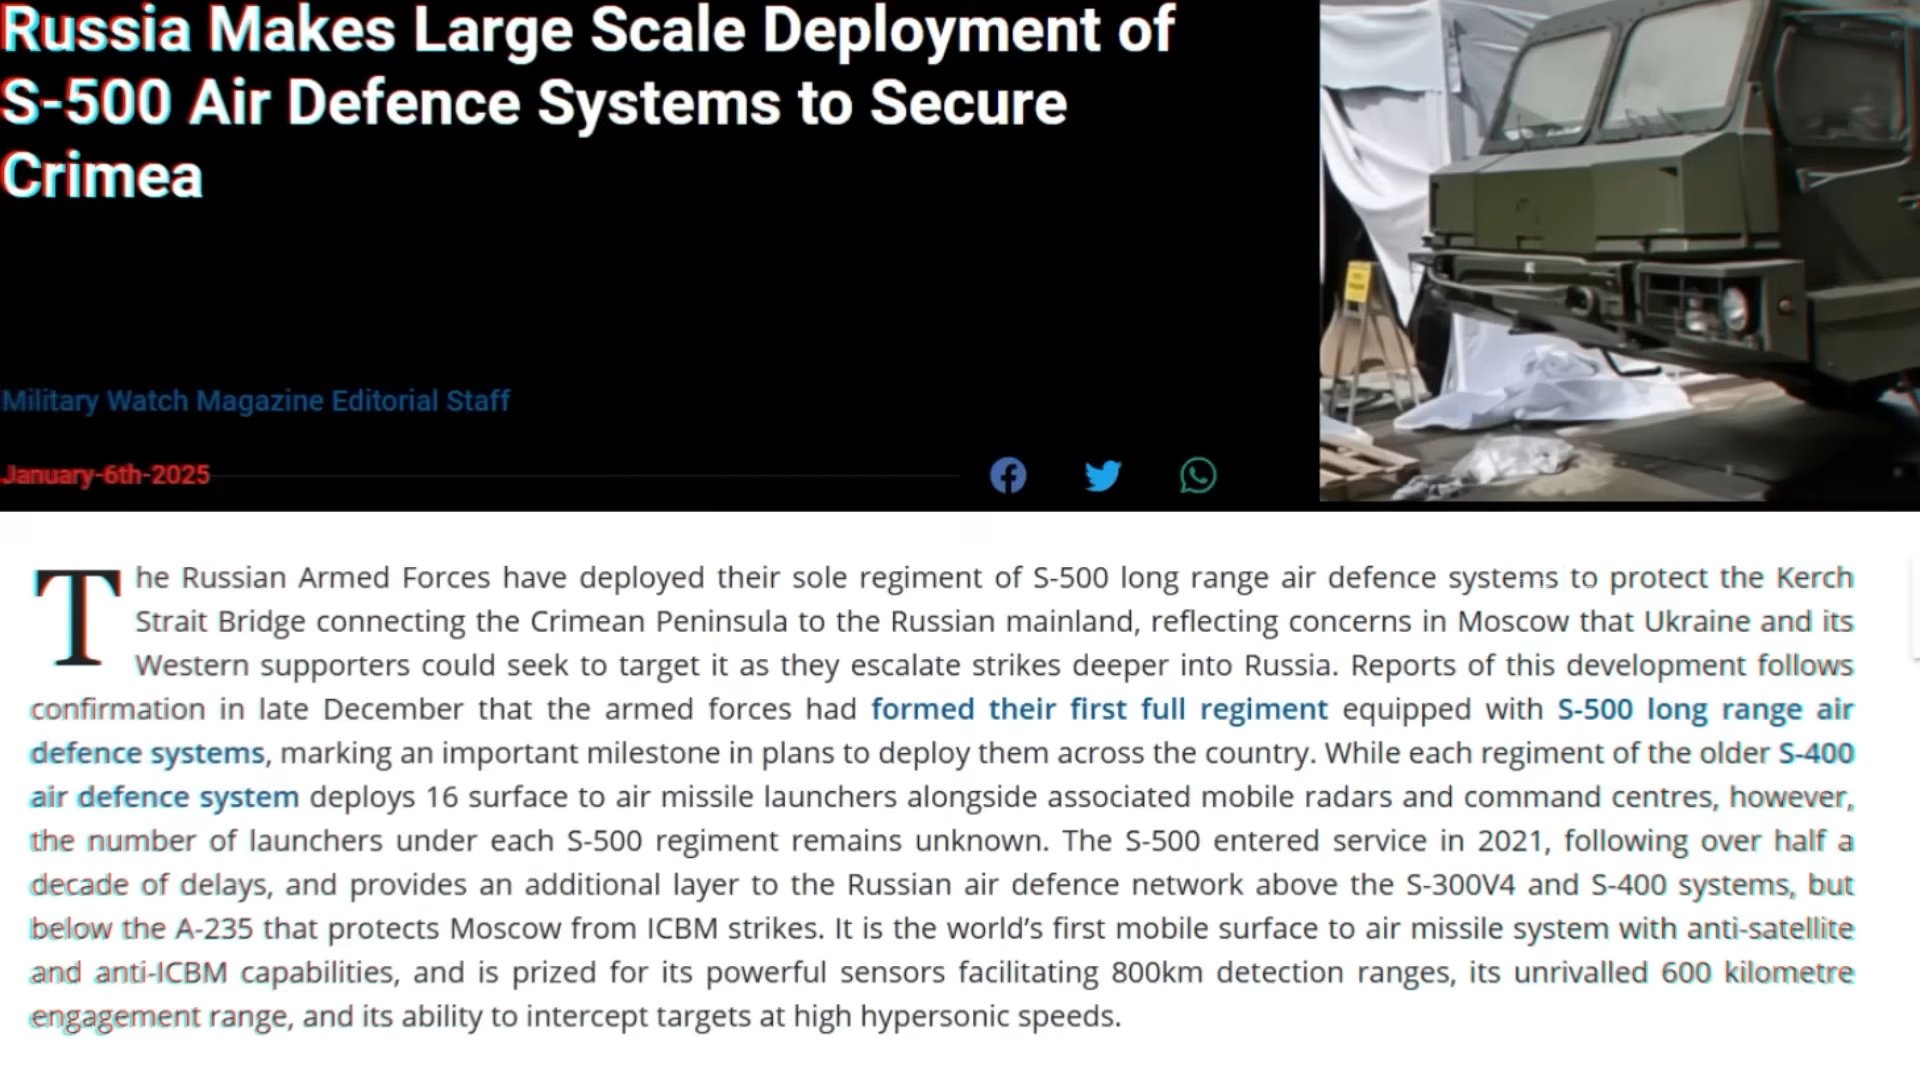 Russia Makes Large Scale Deployment of
S-500 Air Defence Systems to Secure
Crimea
Military Watch Magazine Editorial Staff
January-6th-2025
The Russian Armed Forces have deployed their sole regiment of S-500 long range air defence systems to protect the Kerch
Strait Bridge connecting the Crimean Peninsula to the Russian mainland, reflecting concerns in Moscow that Ukraine and its
Western supporters could seek to target it as they escalate strikes deeper into Russia. Reports of this development follows
confirmation in late December that the armed forces had formed their first full regiment equipped with S-500 long range air
defence systems, marking an important milestone in plans to deploy them across the country. While each regiment of the older S-400
air defence system deploys 16 surface to air missile launchers alongside associated mobile radars and command centres, however,
the number of launchers under each S-500 regiment remains unknown. The S-500 entered service in 2021, following over half a
decade of delays, and provides an additional layer to the Russian air defence network above the S-300V4 and S-400 systems, but
below the A-235 that protects Moscow from ICBM strikes. It is the world’s first mobile surface to air missile system with anti-satellite
and anti-ICBM capabilities, and is prized for its powerful sensors facilitating 800km detection ranges, its unrivalled 600 kilometre
engagement range, and its ability to intercept targets at high hypersonic speeds.